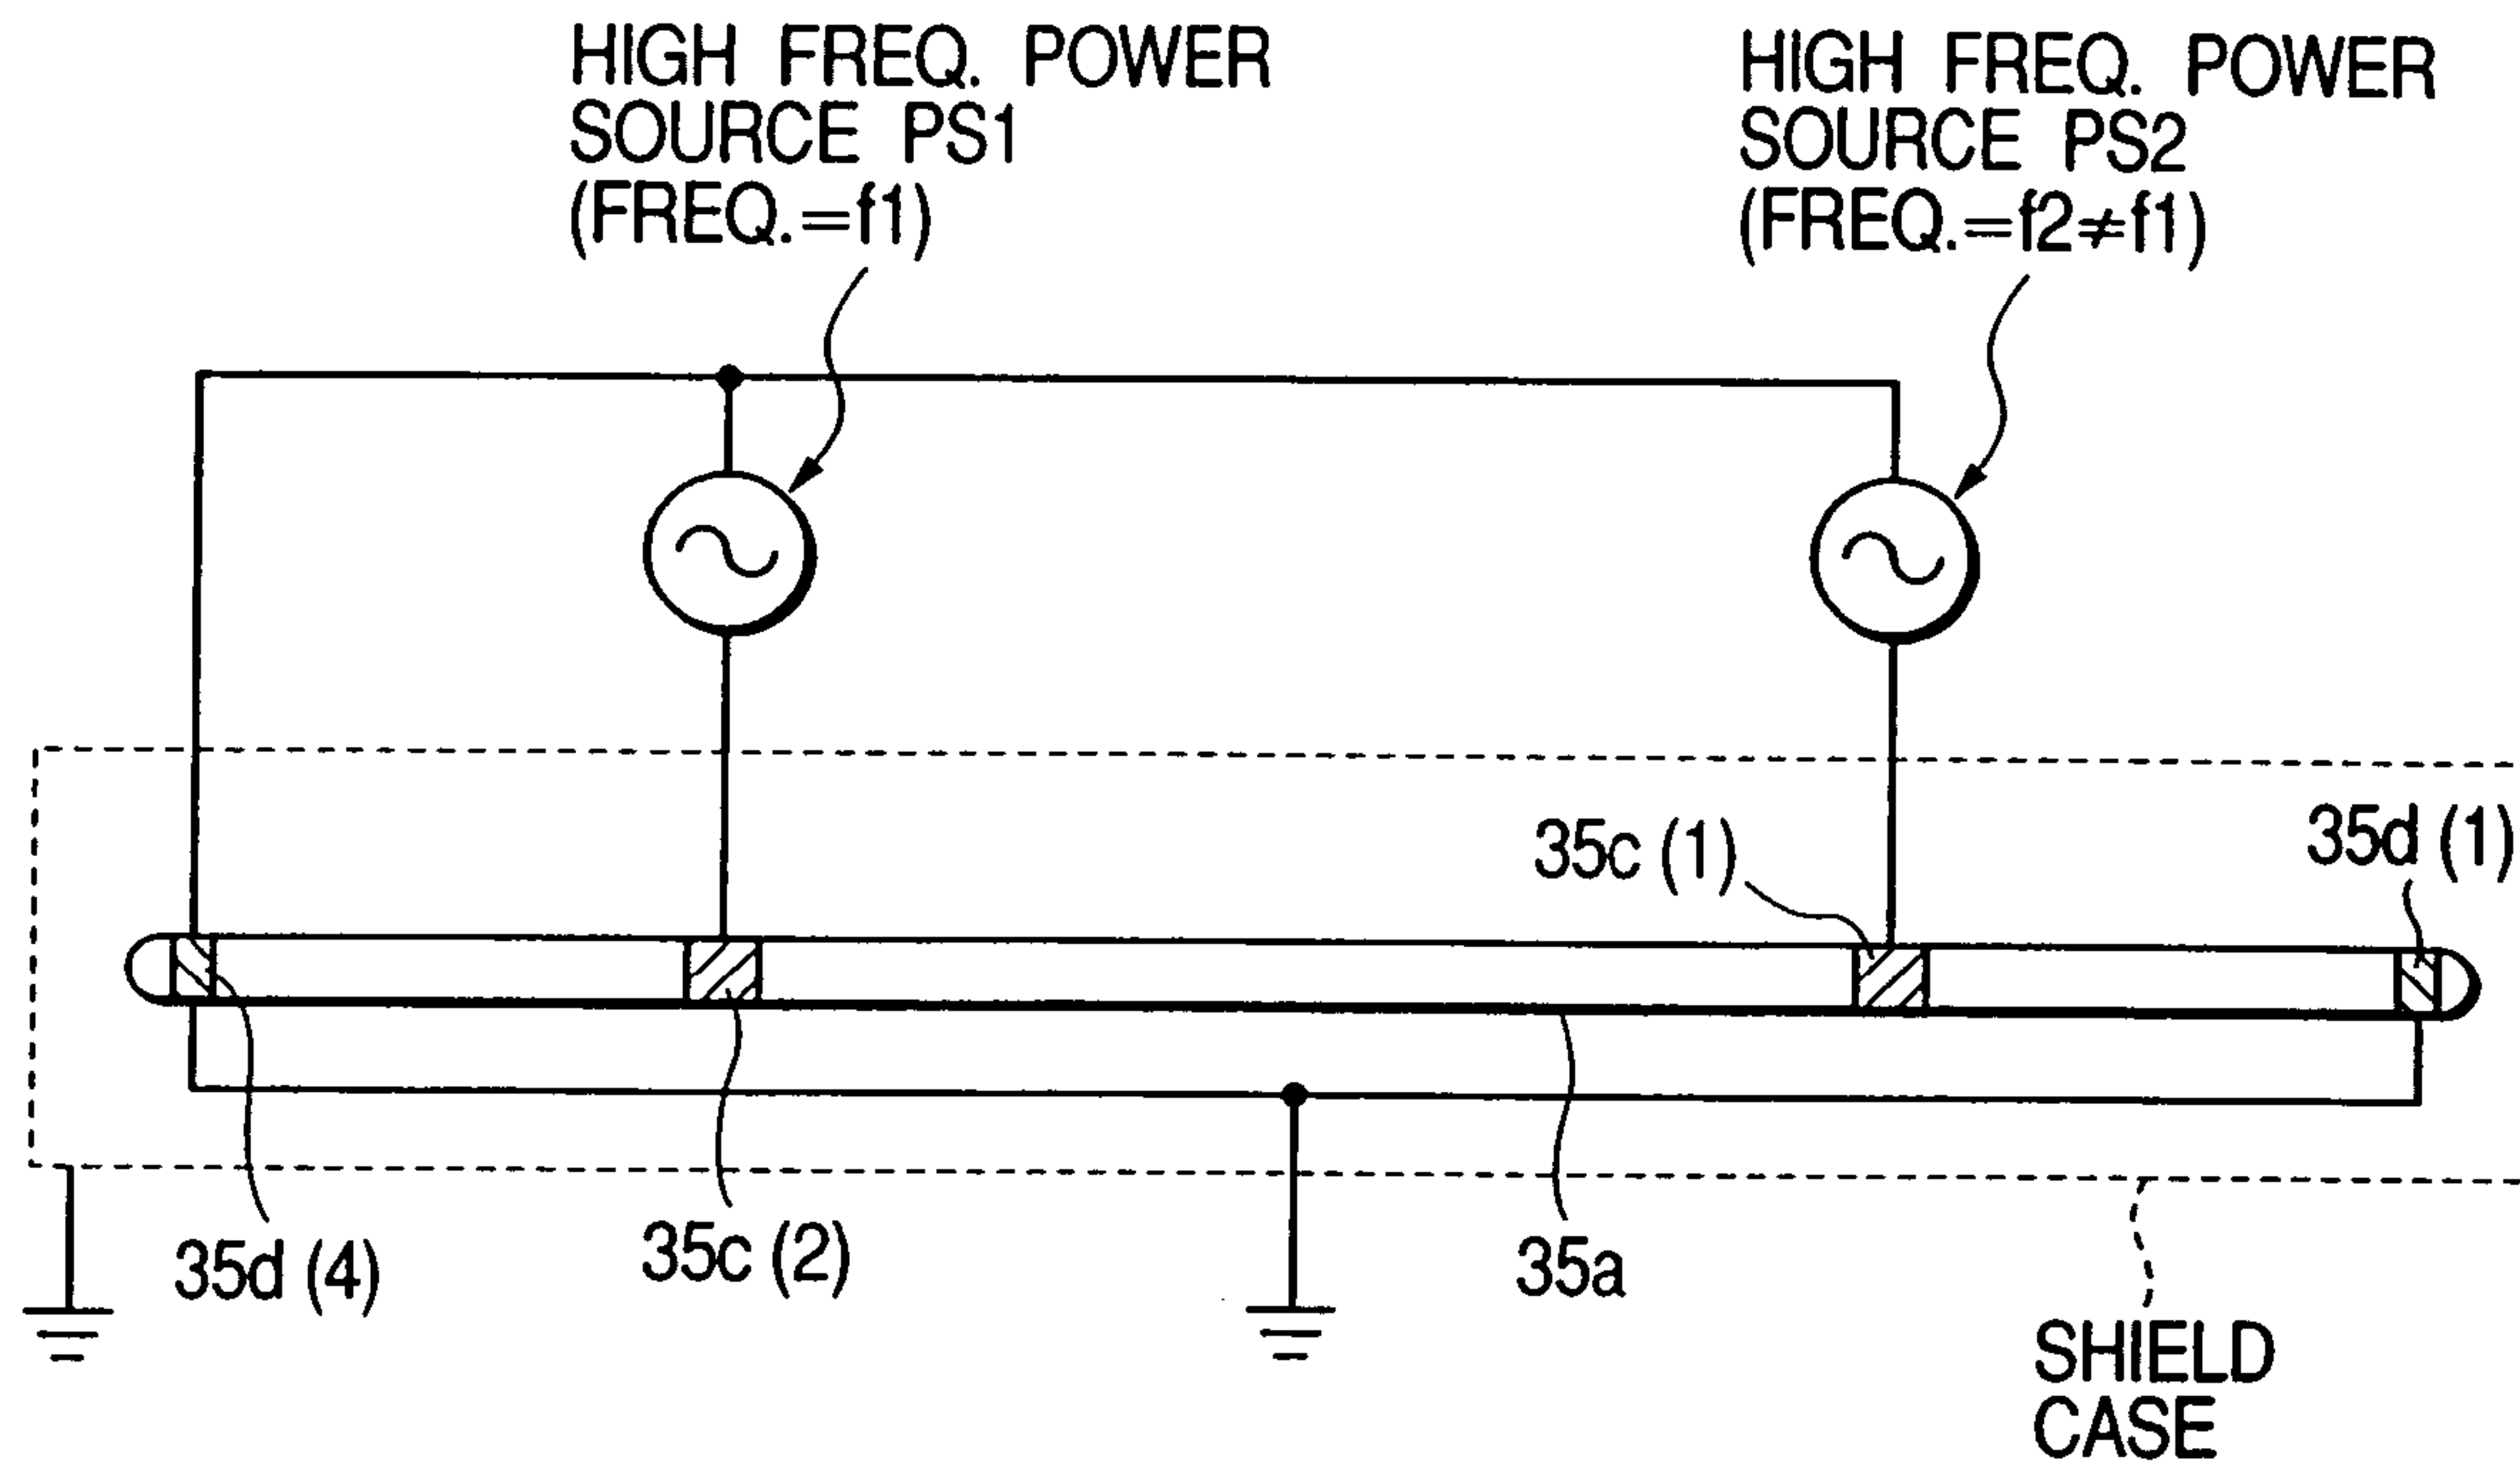 HIGH FREQ. POWER
SOURCE PS1
(FREQ.=f1)
HIGH FREQ. POWER
SOURCE PS2
(FREQ.=f2≠f1)
35c (1)
35d (1)
35d (4)
35c (2)
35a
SHIELD
CASE